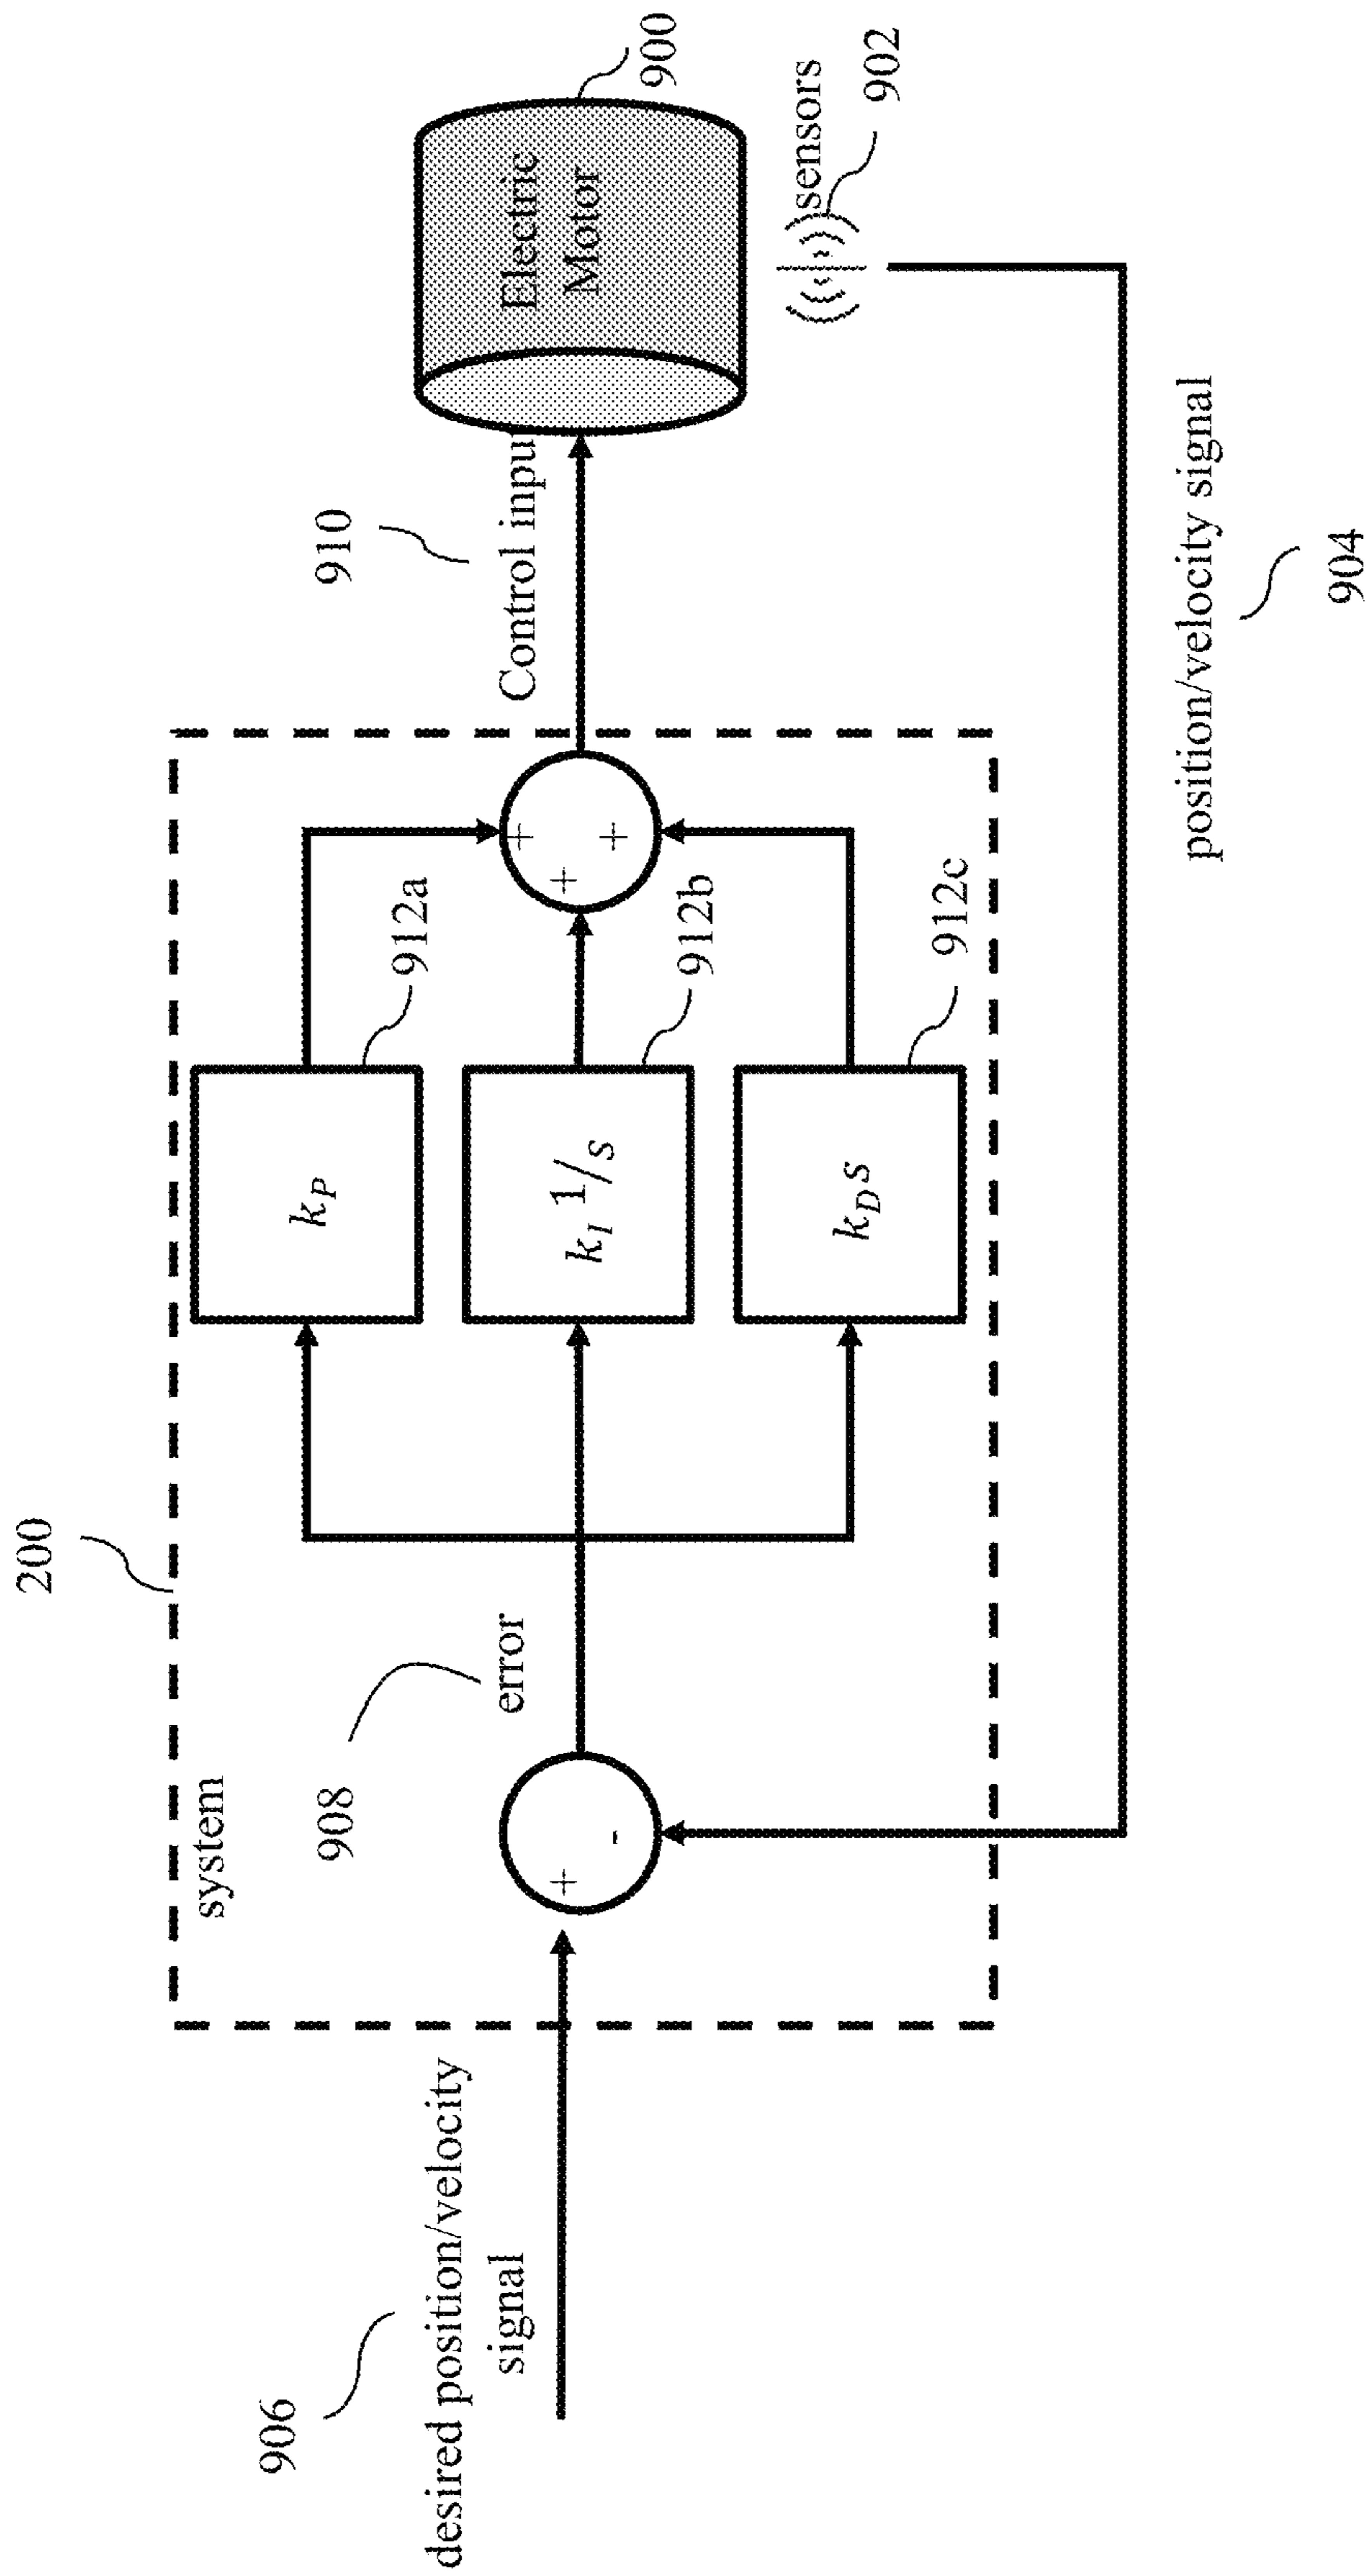 200
system
906
desired position/velocity
signal
+
-
908
error
k_P
912a
k_I 1/s
912b
k_D s
912c
+
+
+
910
Control inpu
Electric
Motor
900
sensors
902
position/velocity signal
904